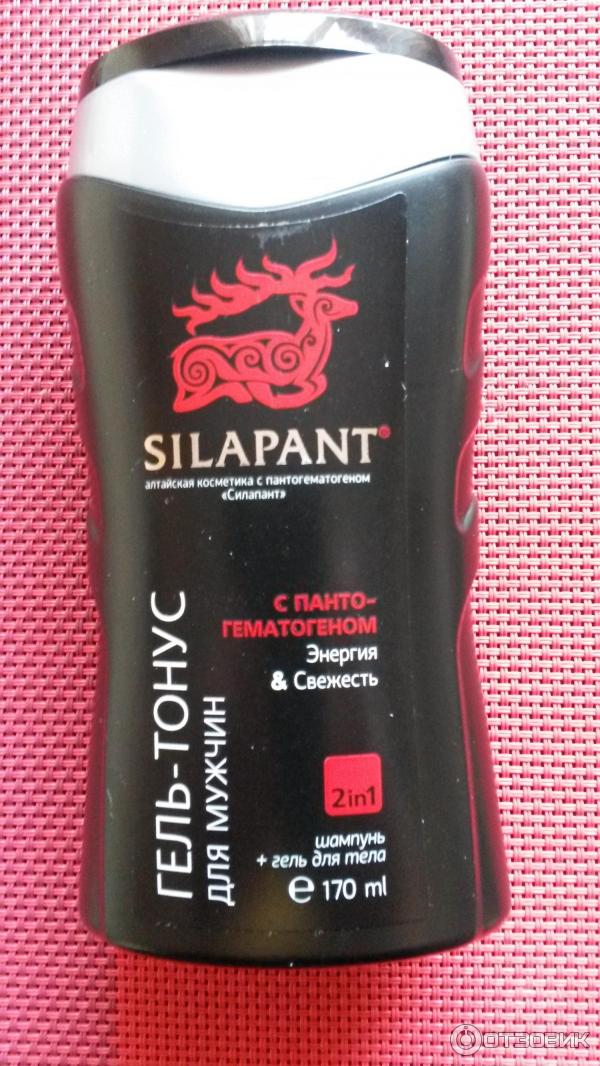 SILAPANT®
алтайская косметика с пантогематогеном
«Силапант»
ГЕЛЬ-ТОНУС
ДЛЯ МУЖЧИН
С ПАНТО-
ГЕМАТОГЕНОМ
Энергия
& Свежесть
2in1
шампунь
+ гель для тела
e 170 ml
ОТЗОВИК